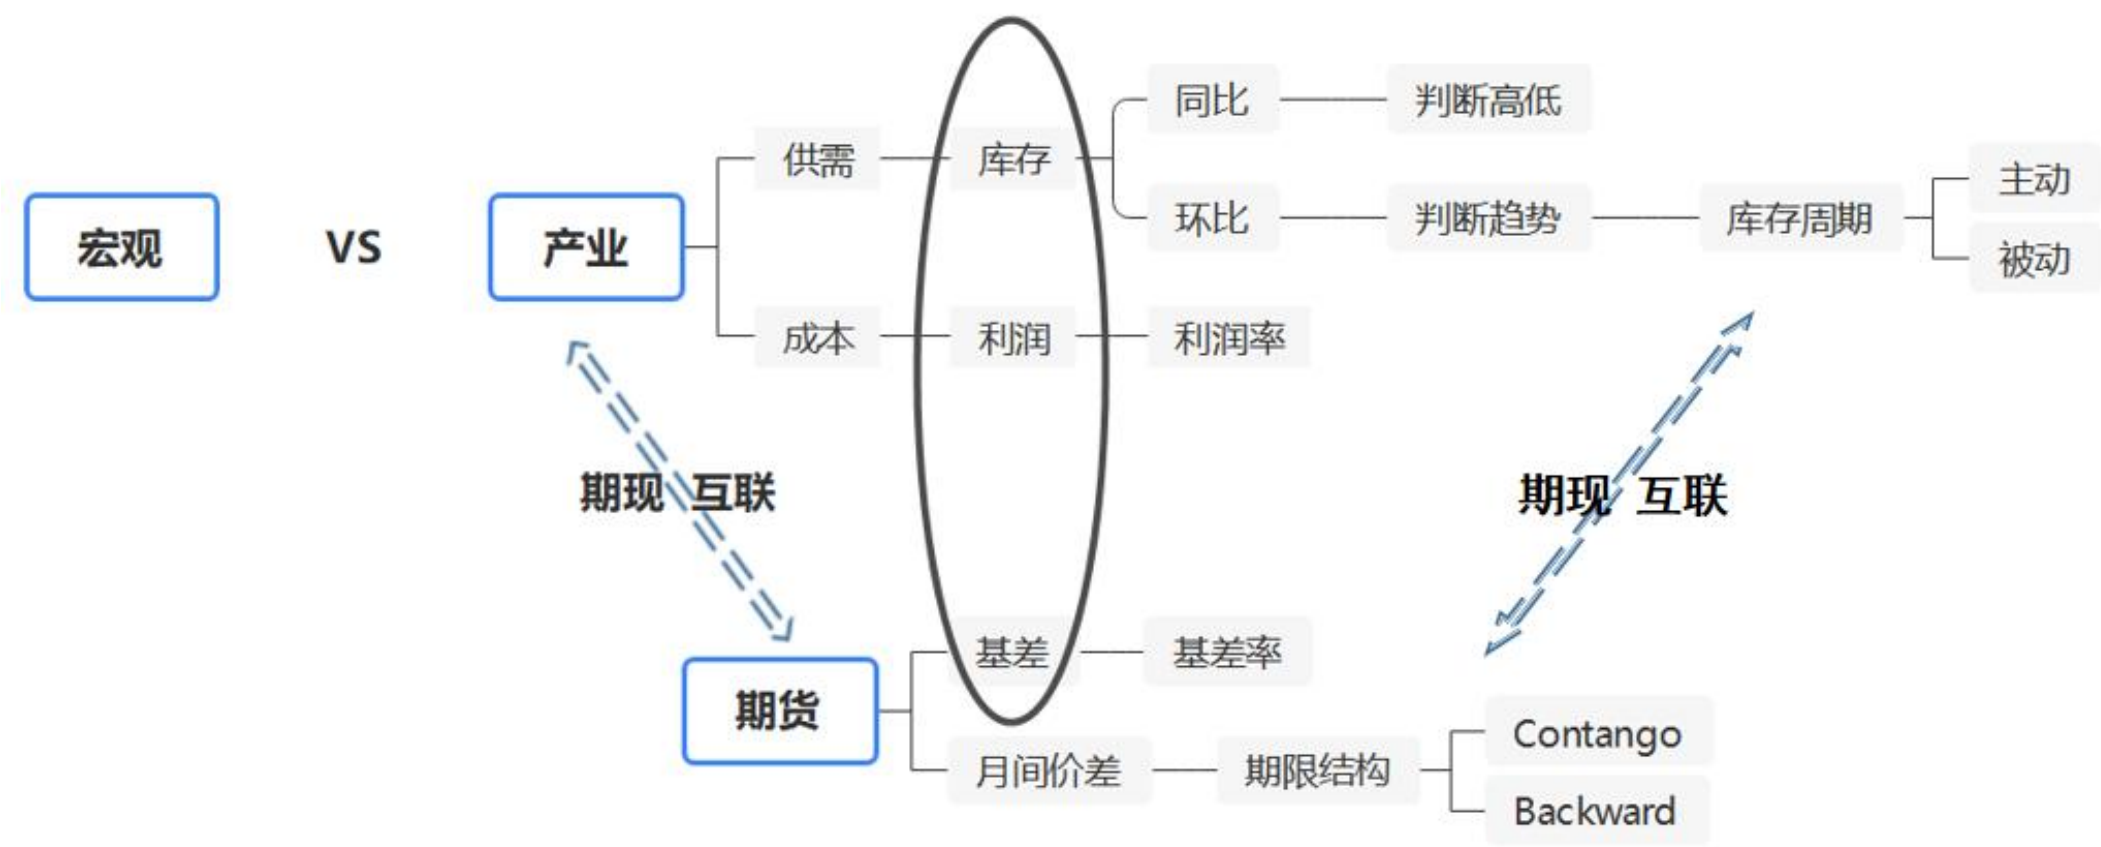 宏观
VS
产业
供需
库存
同比
判断高低
环比
判断趋势
库存周期
主动
被动
成本
利润
利润率
期现 互联
期现 互联
期货
基差
基差率
月间价差
期限结构
Contango
Backward